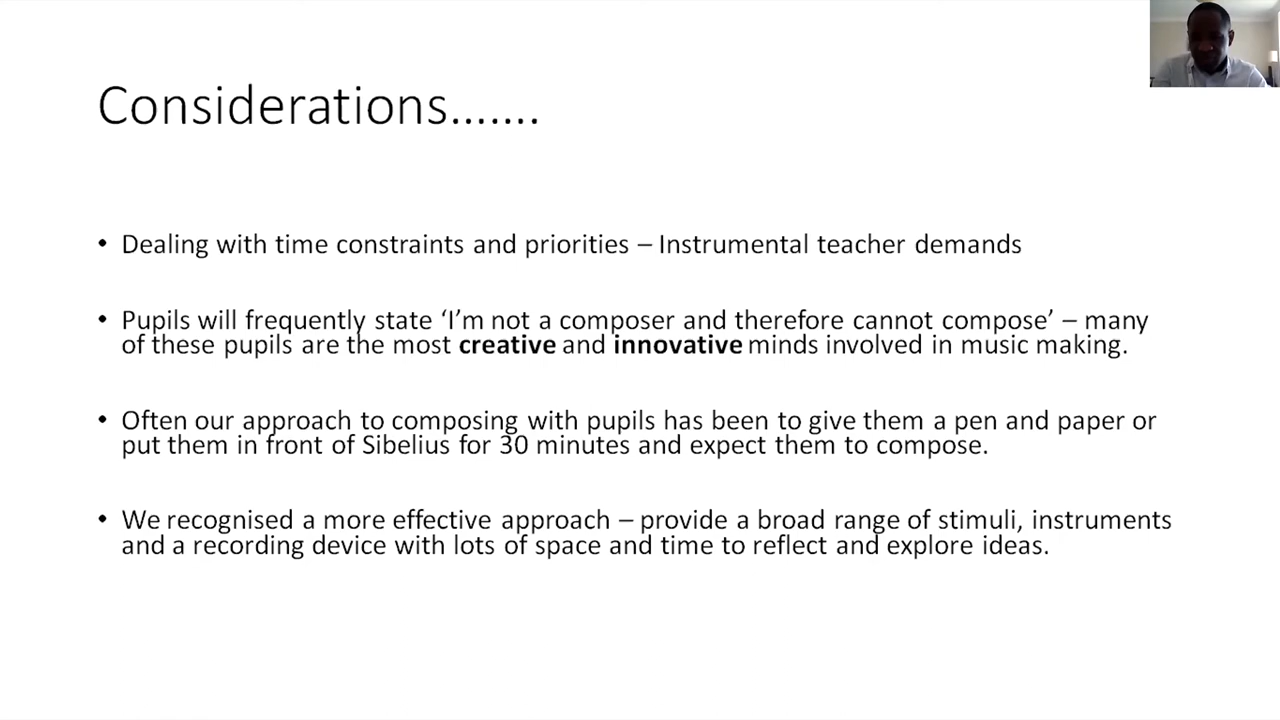 Considerations.......
• Dealing with time constraints and priorities – Instrumental teacher demands
• Pupils will frequently state ‘I’m not a composer and therefore cannot compose’ – many
of these pupils are the most creative and innovative minds involved in music making.
• Often our approach to composing with pupils has been to give them a pen and paper or
put them in front of Sibelius for 30 minutes and expect them to compose.
• We recognised a more effective approach – provide a broad range of stimuli, instruments
and a recording device with lots of space and time to reflect and explore ideas.